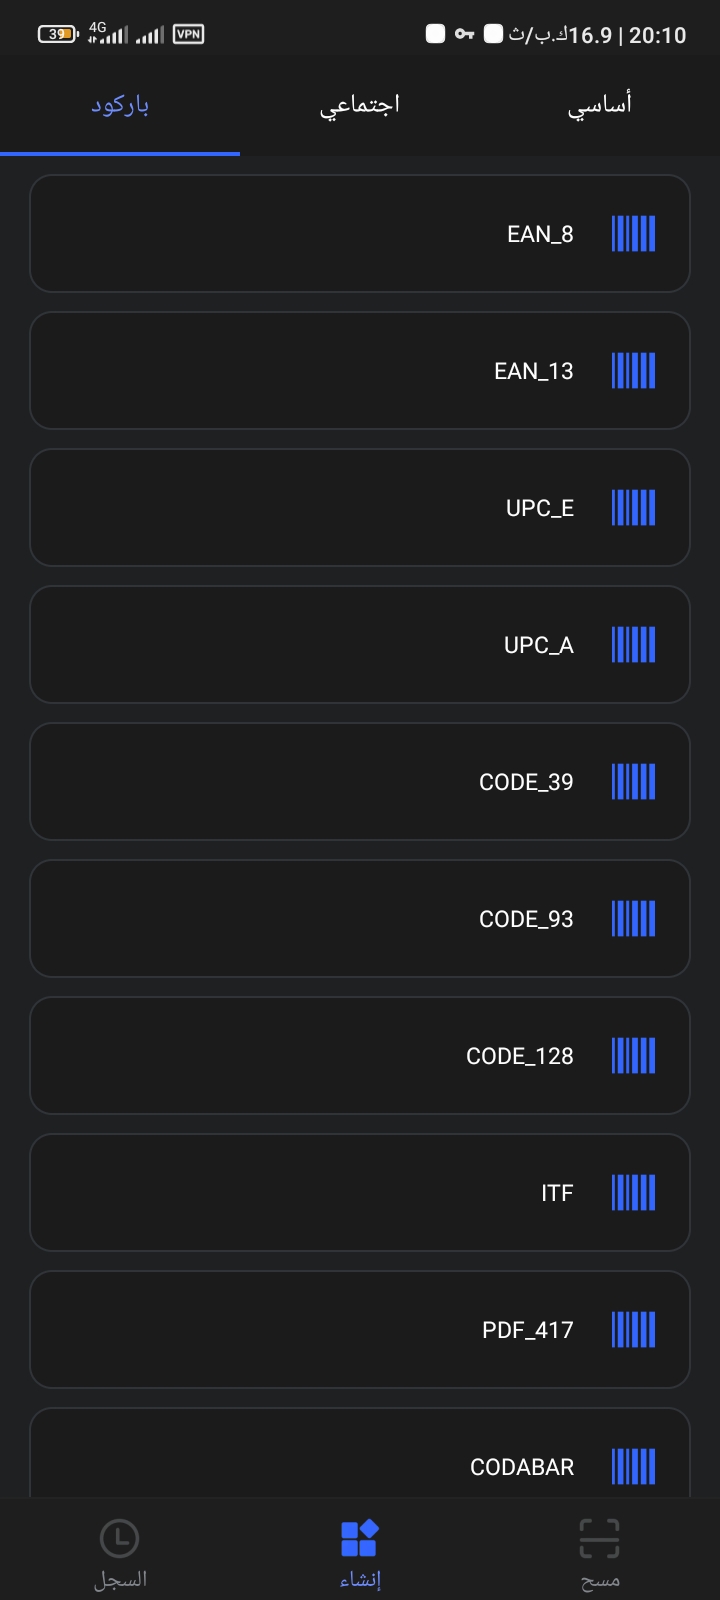 20:10 | 16.9ك.ب/ث
VPN 4G 39
أساسي اجتماعي باركود
EAN_8
EAN_13
UPC_E
UPC_A
CODE_39
CODE_93
CODE_128
ITF
PDF_417
CODABAR
مسح إنشاء السجل